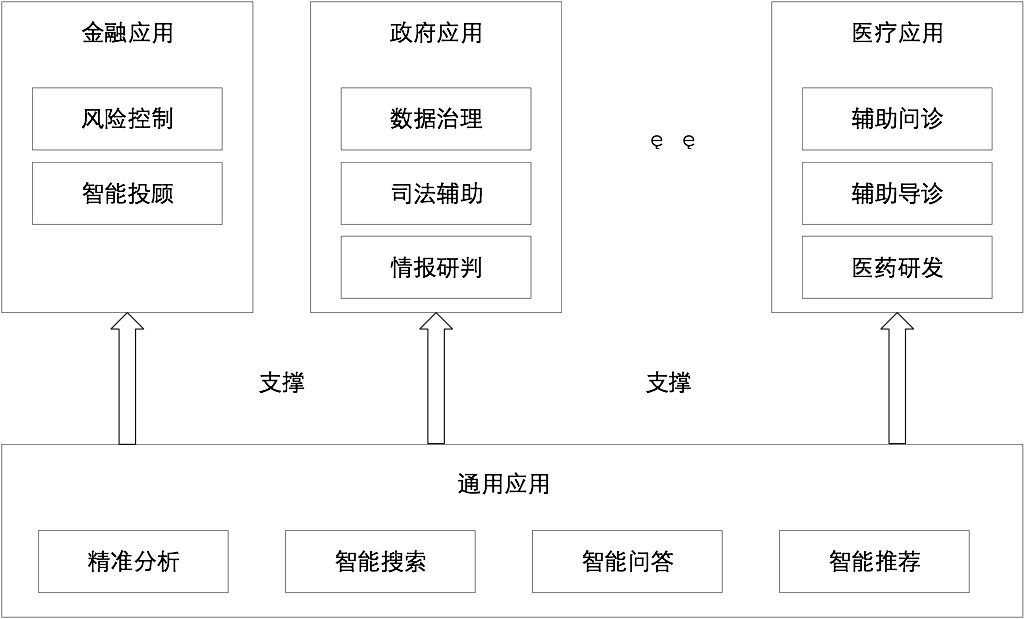 金融应用
风险控制
智能投顾
政府应用
数据治理
司法辅助
情报研判
ę ę
医疗应用
辅助问诊
辅助导诊
医药研发
支撑
支撑
通用应用
精准分析
智能搜索
智能问答
智能推荐